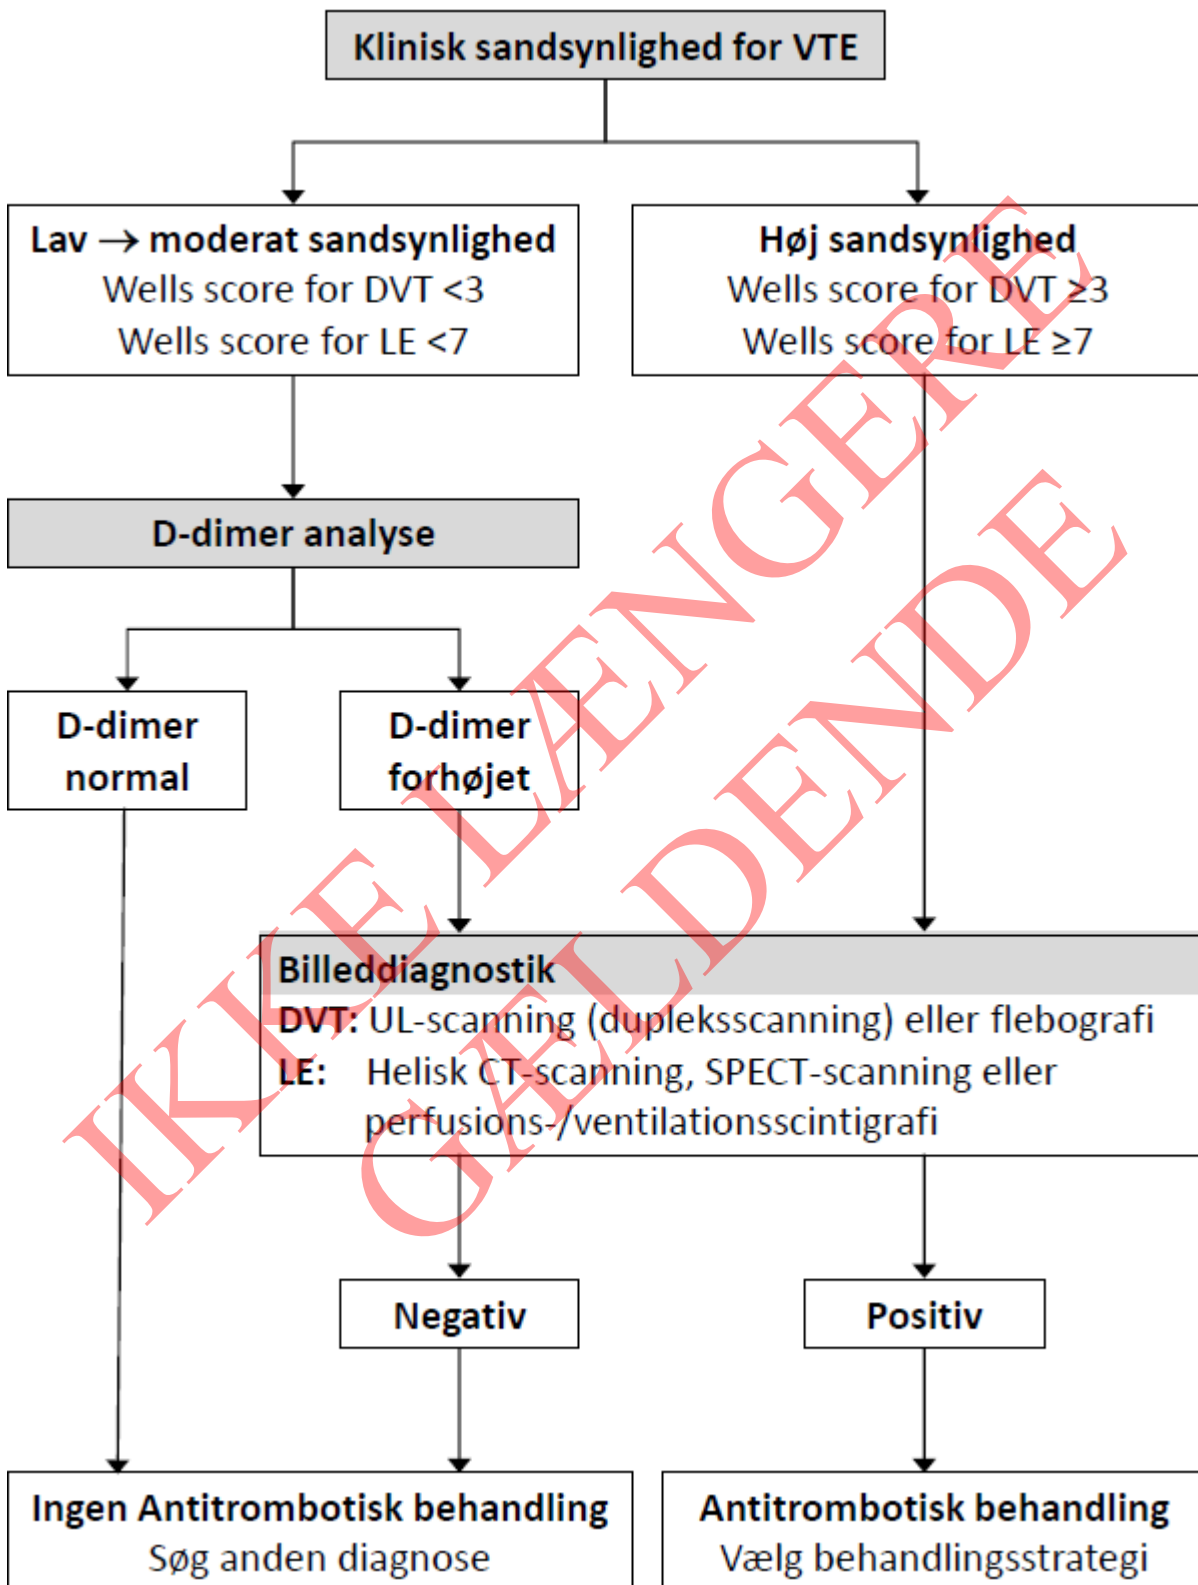 Klinisk sandsynlighed for VTE
Lav → moderat sandsynlighed
Wells score for DVT <3
Wells score for LE <7
Høj sandsynlighed
Wells score for DVT ≥3
Wells score for LE ≥7
D-dimer analyse
D-dimer
normal
D-dimer
forhøjet
Billeddiagnostik
DVT: UL-scanning (dupleksscanning) eller flebografi
LE: Helisk CT-scanning, SPECT-scanning eller
perfusions-/ventilationsscintigrafi
Negativ
Positiv
Ingen Antitrombotisk behandling
Søg anden diagnose
Antitrombotisk behandling
Vælg behandlingsstrategi
IKKE LÆNGERE
GÆLDENDE